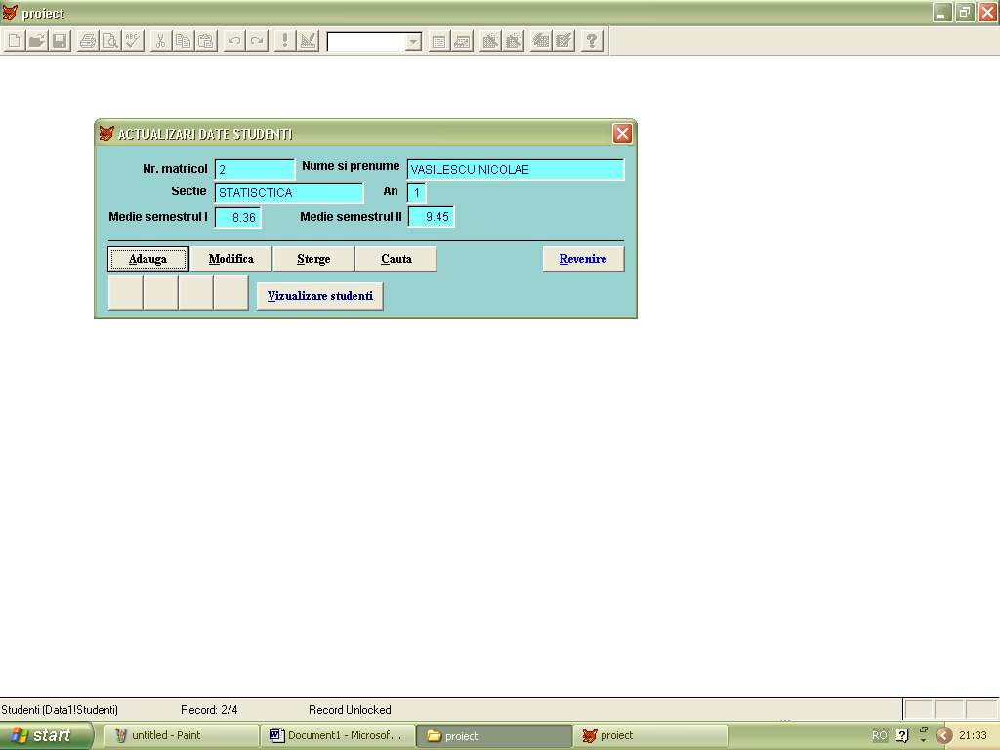 proiect
ACTUALIZARI DATE STUDENTI
Nr. matricol 2 Nume si prenume VASILESCU NICOLAE
Sectie STATISCTICA An 1
Medie semestrul I 8.36 Medie semestrul II 9.45
Adauga Modifica Sterge Cauta Revenire
Vizualizare studenti
Studenti (Data1!Studenti) Record: 2/4 Record Unlocked
start untitled - Paint Document1 - Microsof... proiect proiect RO 21:33